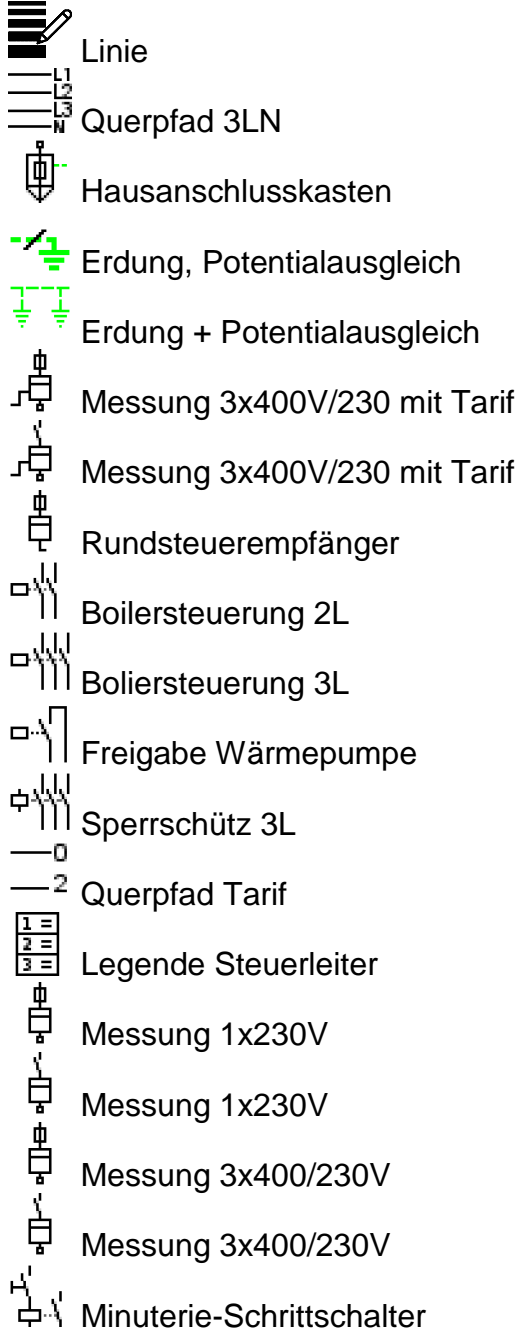 Linie
L1
L2
L3
N
Querpfad 3LN
Hausanschlusskasten
Erdung, Potentialausgleich
Erdung + Potentialausgleich
Messung 3x400V/230 mit Tarif
Messung 3x400V/230 mit Tarif
Rundsteuerempfänger
Boilersteuerung 2L
Boliersteuerung 3L
Freigabe Wärmepumpe
Sperrschütz 3L
0
2
Querpfad Tarif
1 =
2 =
3 =
Legende Steuerleiter
Messung 1x230V
Messung 1x230V
Messung 3x400/230V
Messung 3x400/230V
Minuterie-Schrittschalter